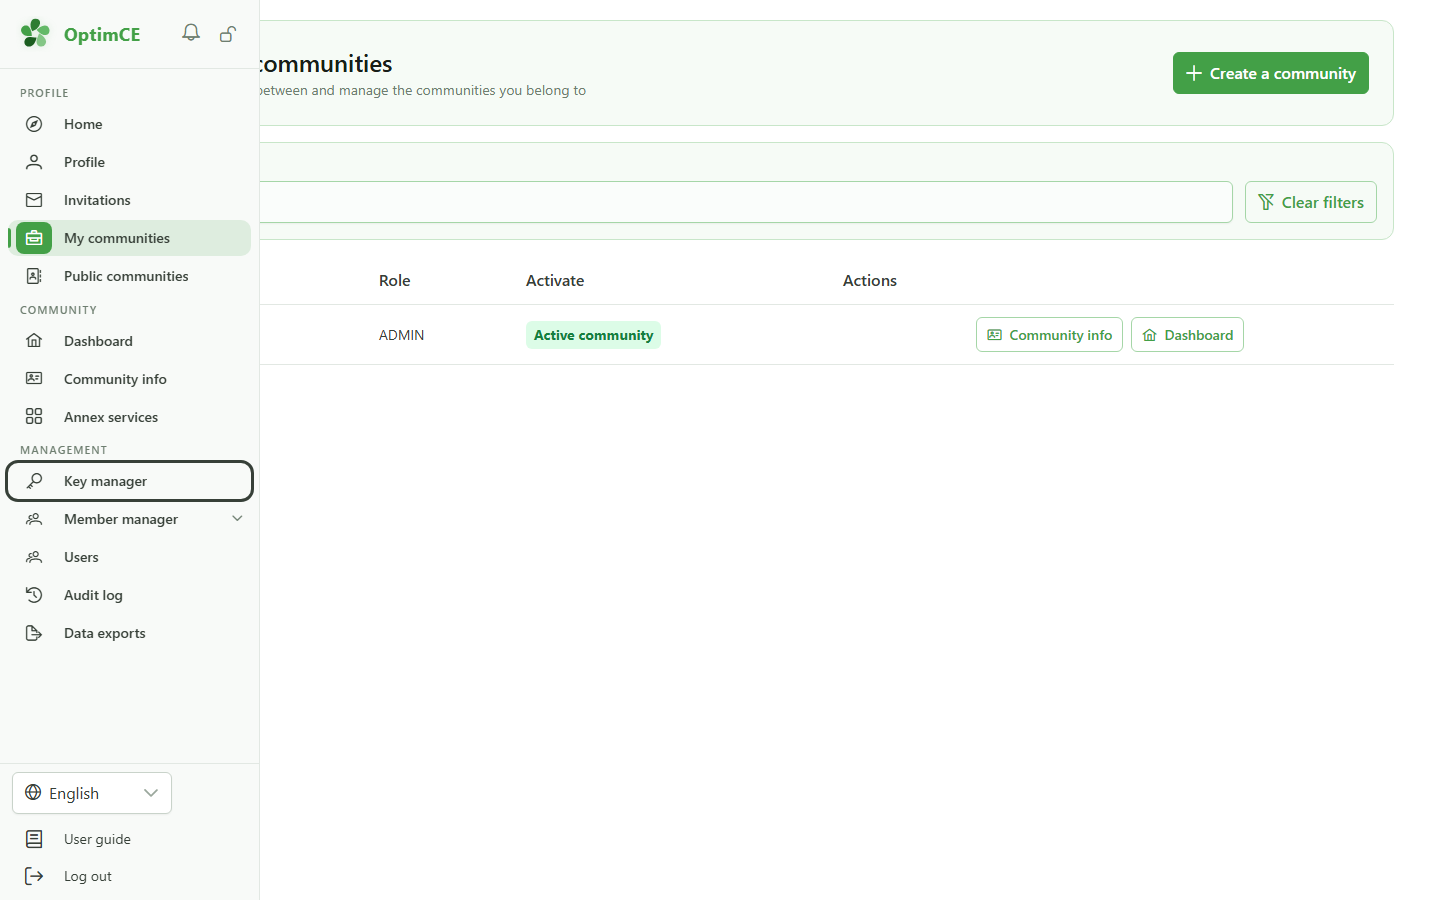 OptimCE
PROFILE
Home
Profile
Invitations
My communities
Public communities
COMMUNITY
Dashboard
Community info
Annex services
MANAGEMENT
Key manager
Member manager
Users
Audit log
Data exports
English
User guide
Log out
communities
between and manage the communities you belong to
Create a community
Clear filters
Role Activate Actions
ADMIN Active community Community info Dashboard